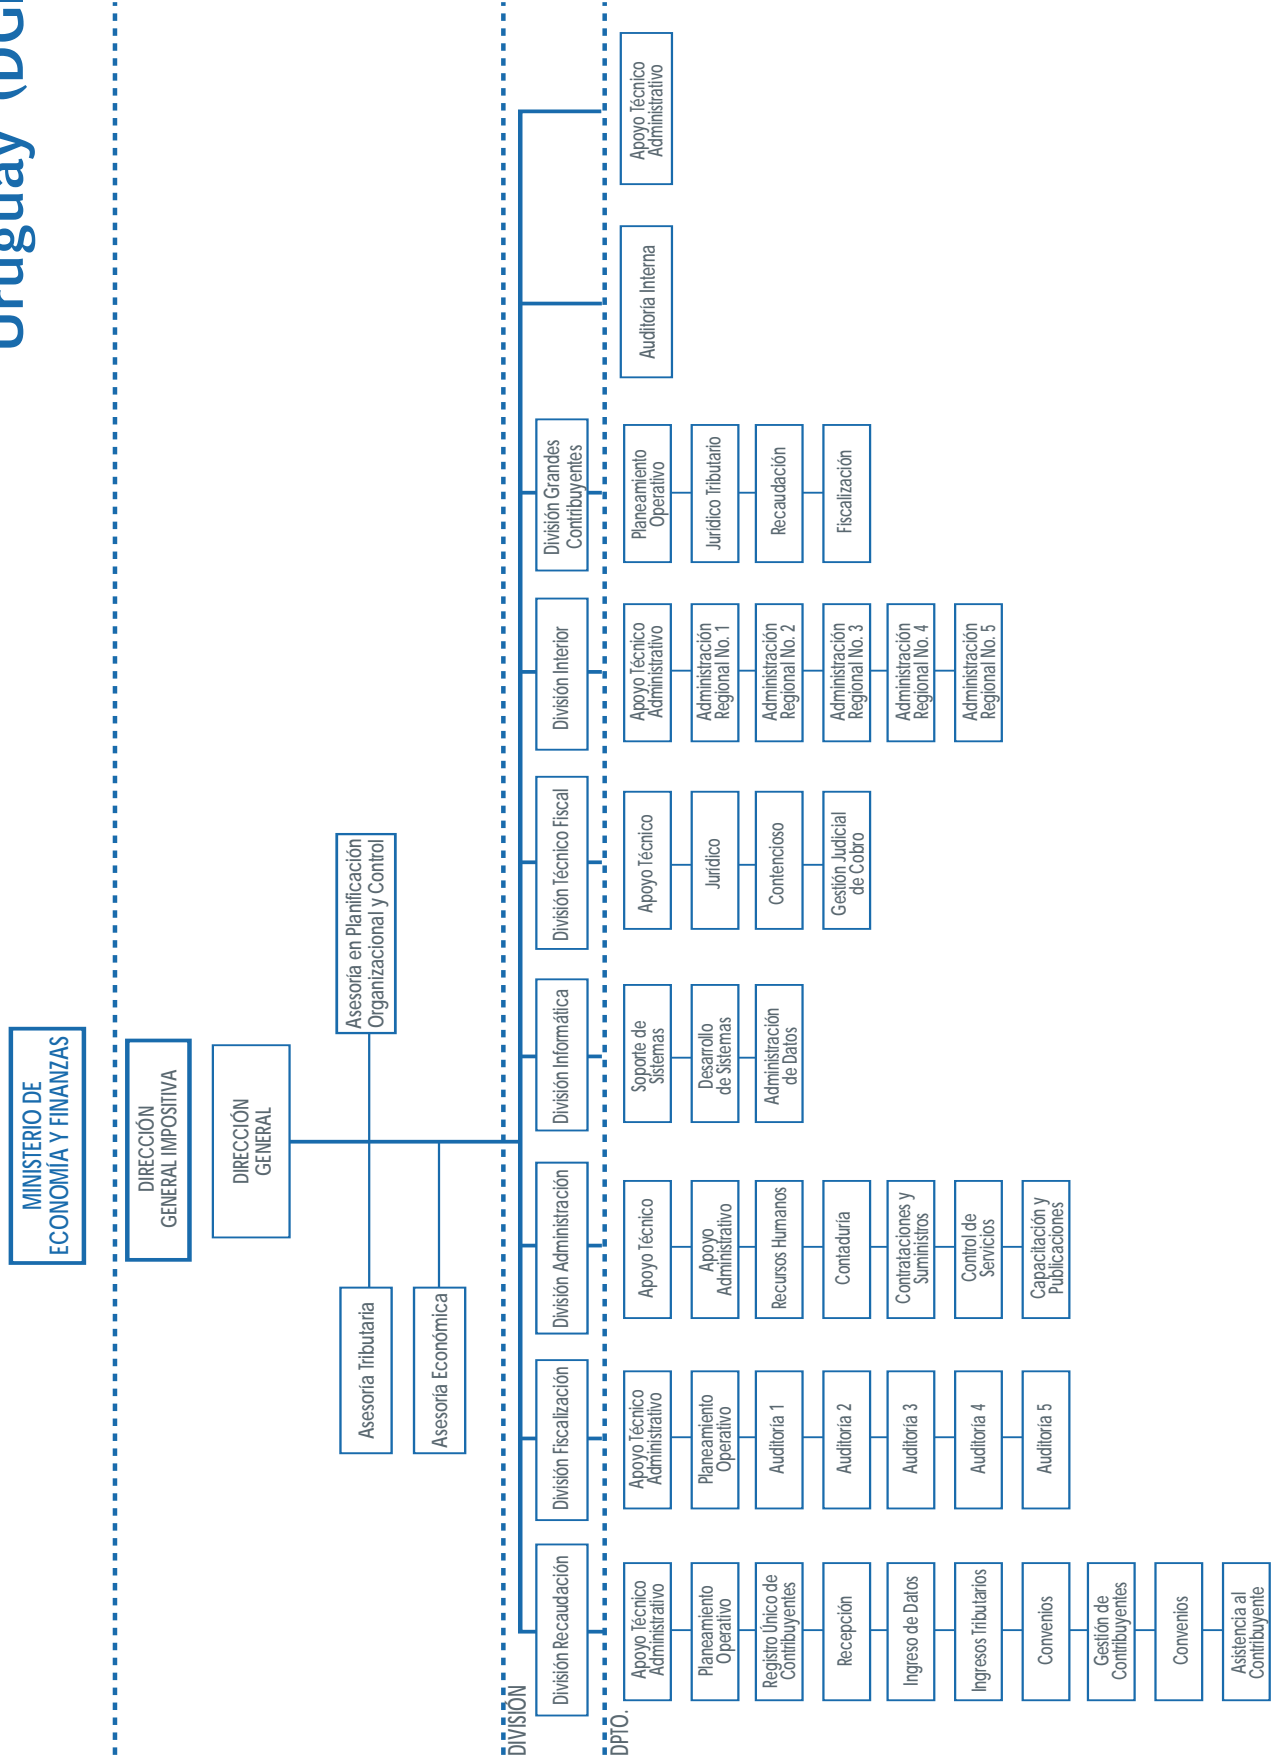 Uruguay (DGI
MINISTERIO DE
ECONOMÍA Y FINANZAS
DIRECCIÓN
GENERAL IMPOSITIVA
DIRECCIÓN
GENERAL
Asesoría Tributaria
Asesoría en Planificación
Organizacional y Control
Asesoría Económica
DIVISIÓN
División Recaudación
División Fiscalización
División Administración
División Informática
División Técnico Fiscal
División Interior
División Grandes
Contribuyentes
DPTO.
Apoyo Técnico
Administrativo
Planeamiento
Operativo
Registro Único de
Contribuyentes
Recepción
Ingreso de Datos
Ingresos Tributarios
Convenios
Gestión de
Contribuyentes
Convenios
Asistencia al
Contribuyente
Apoyo Técnico
Administrativo
Planeamiento
Operativo
Auditoría 1
Auditoría 2
Auditoría 3
Auditoría 4
Auditoría 5
Apoyo Técnico
Apoyo
Administrativo
Recursos Humanos
Contaduría
Contrataciones y
Suministros
Control de
Servicios
Capacitación y
Publicaciones
Soporte de
Sistemas
Desarrollo
de Sistemas
Administración
de Datos
Apoyo Técnico
Jurídico
Contencioso
Gestión Judicial
de Cobro
Apoyo Técnico
Administrativo
Administración
Regional No. 1
Administración
Regional No. 2
Administración
Regional No. 3
Administración
Regional No. 4
Administración
Regional No. 5
Planeamiento
Operativo
Jurídico Tributario
Recaudación
Fiscalización
Auditoría Interna
Apoyo Técnico
Administrativo